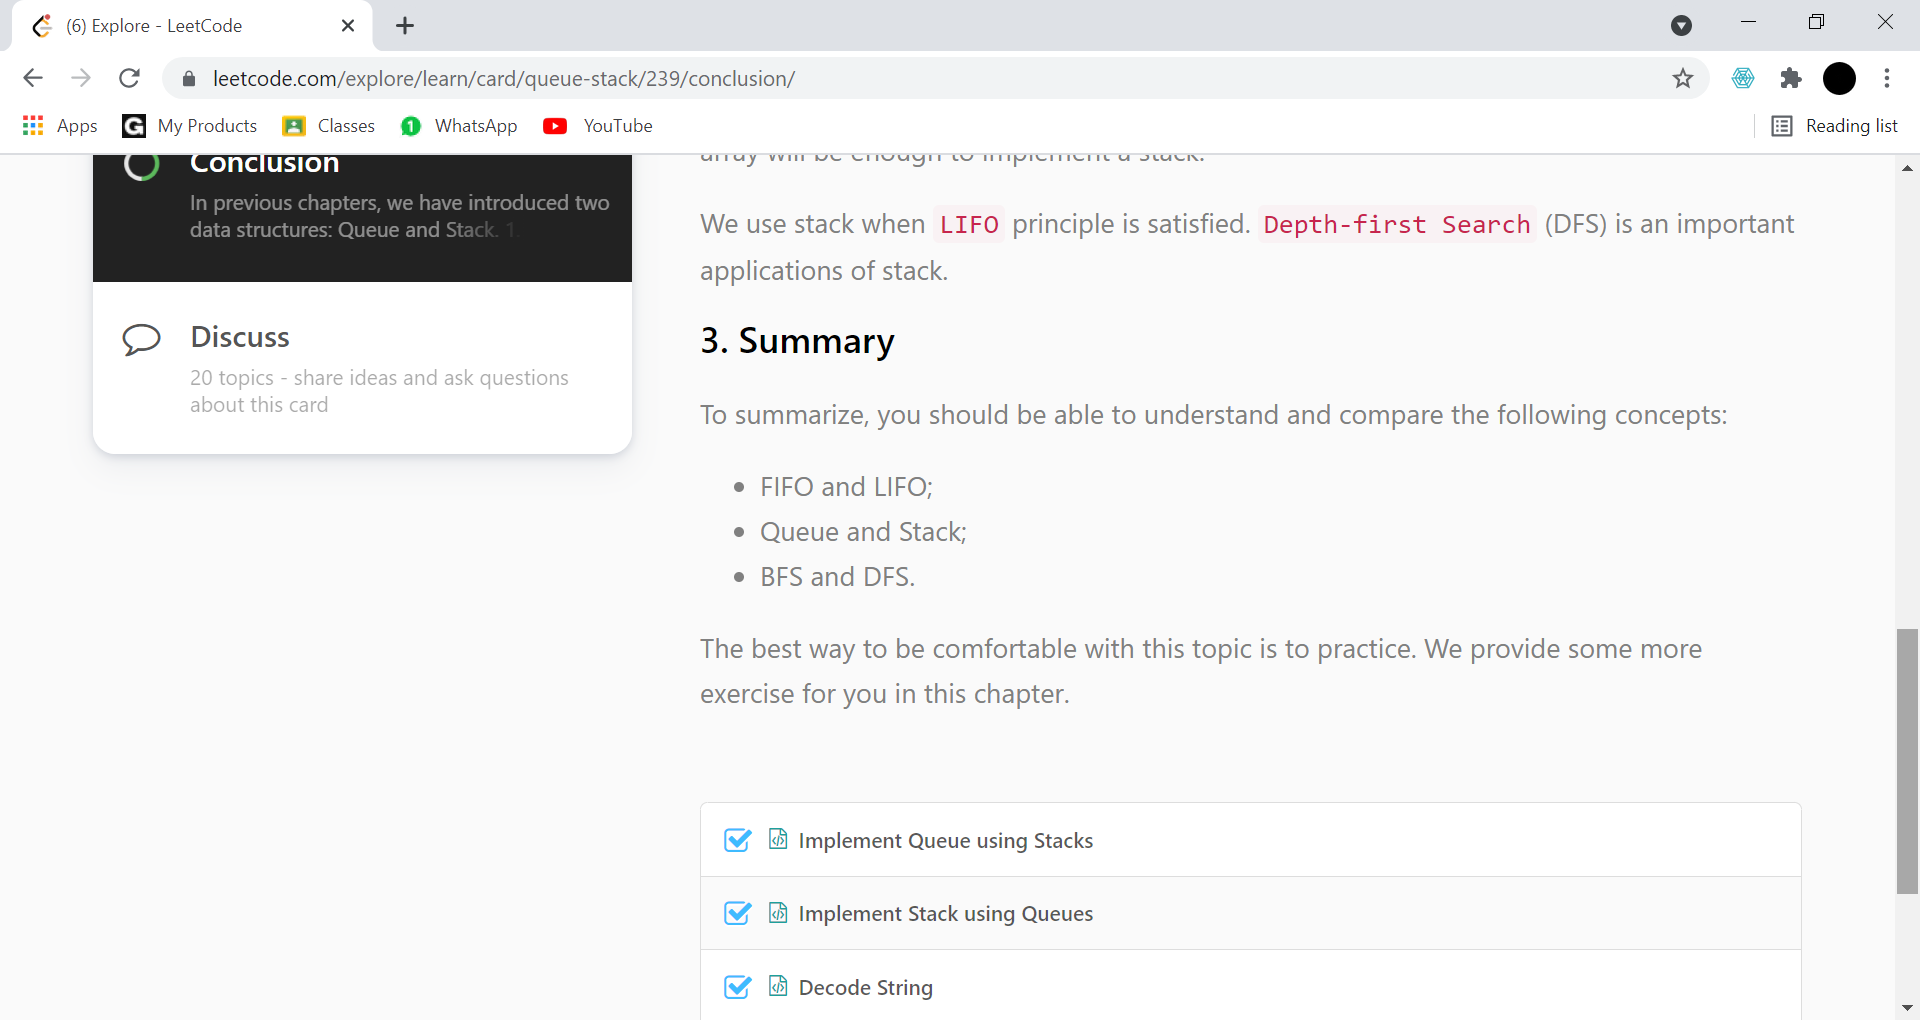 (6) Explore - LeetCode
leetcode.com/explore/learn/card/queue-stack/239/conclusion/
Apps
My Products
Classes
1
WhatsApp
YouTube
Reading list
Conclusion
In previous chapters, we have introduced two
data structures: Queue and Stack. 1.
Discuss
20 topics - share ideas and ask questions
about this card
array will be enough to implement a stack.
We use stack when LIFO principle is satisfied. Depth-first Search (DFS) is an important
applications of stack.
3. Summary
To summarize, you should be able to understand and compare the following concepts:
• FIFO and LIFO;
• Queue and Stack;
• BFS and DFS.
The best way to be comfortable with this topic is to practice. We provide some more
exercise for you in this chapter.
Implement Queue using Stacks
Implement Stack using Queues
Decode String